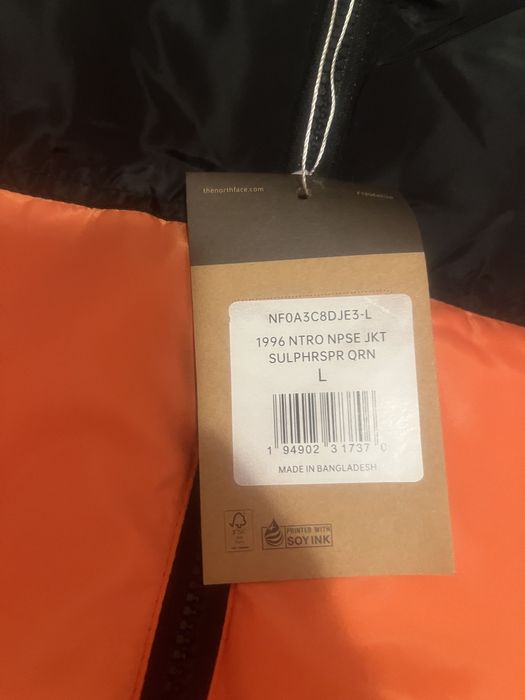 thenorthface.com
NF0A3C8DJE3-L
1996 NTRO NPSE JKT
SULPHRSPR QRN
L
1 94902 31737 0
MADE IN BANGLADESH
FSC
PRINTED WITH
SOY INK